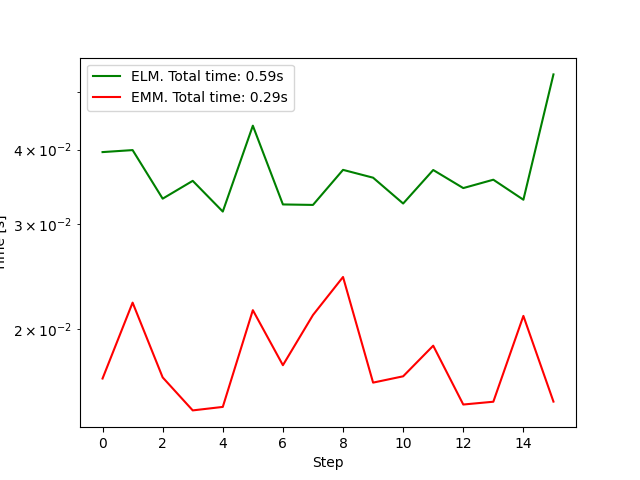 ELM. Total time: 0.59s
EMM. Total time: 0.29s
4 × 10⁻²
3 × 10⁻²
2 × 10⁻²
0 2 4 6 8 10 12 14
Step